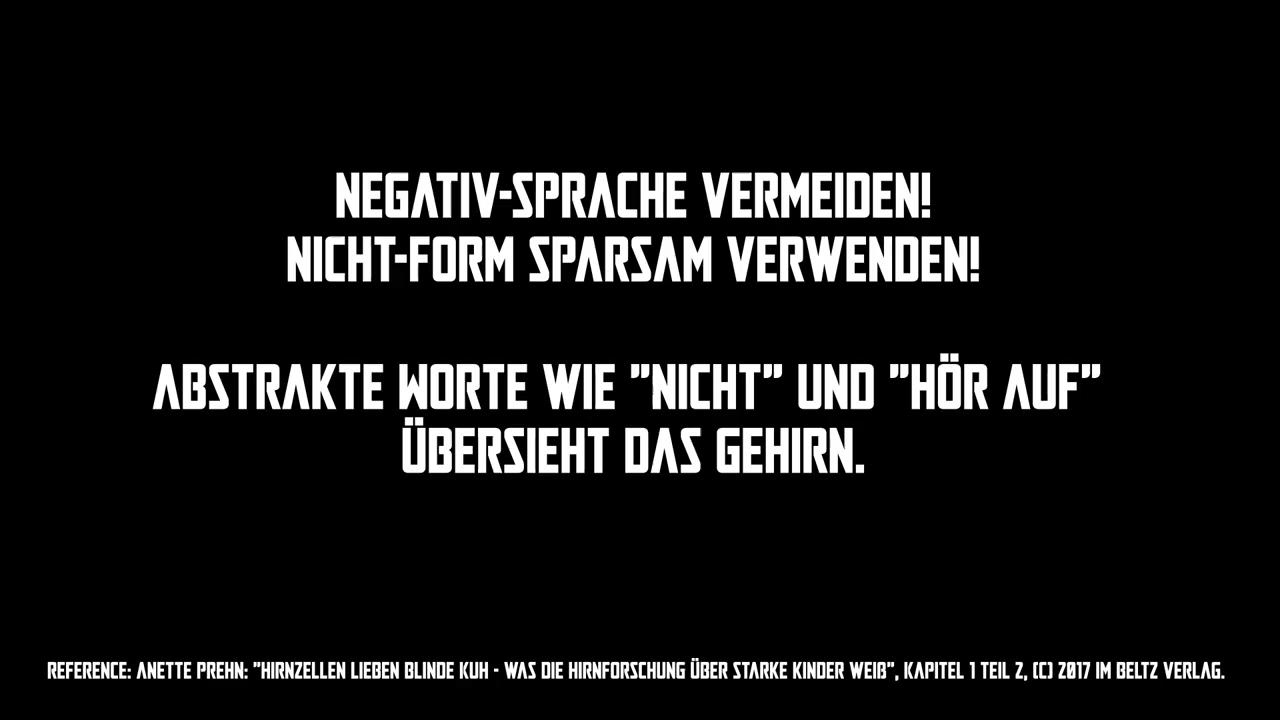 NEGATIV-SPRACHE VERMEIDEN!
NICHT-FORM SPARSAM VERWENDEN!
ABSTRAKTE WORTE WIE "NICHT" UND "HÖR AUF"
ÜBERSIEHT DAS GEHIRN.
REFERENCE: ANETTE PREHN: "HIRNZELLEN LIEBEN BLINDE KUH - WAS DIE HIRNFORSCHUNG ÜBER STARKE KINDER WEIß", KAPITEL 1 TEIL 2, (C) 2017 IM BELTZ VERLAG.